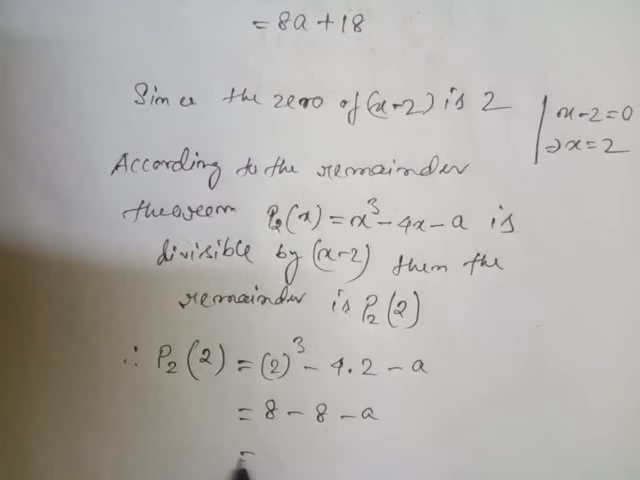 = 8a + 18
Since the zero of (x-2) is 2
x-2=0
⇒ x=2
According to the remainder
theorem P₂(x) = x³ - 4x - a is
divisible by (x-2) then the
remainder is P₂(2)
∴ P₂(2) = (2)³ - 4.2 - a
= 8 - 8 - a
=